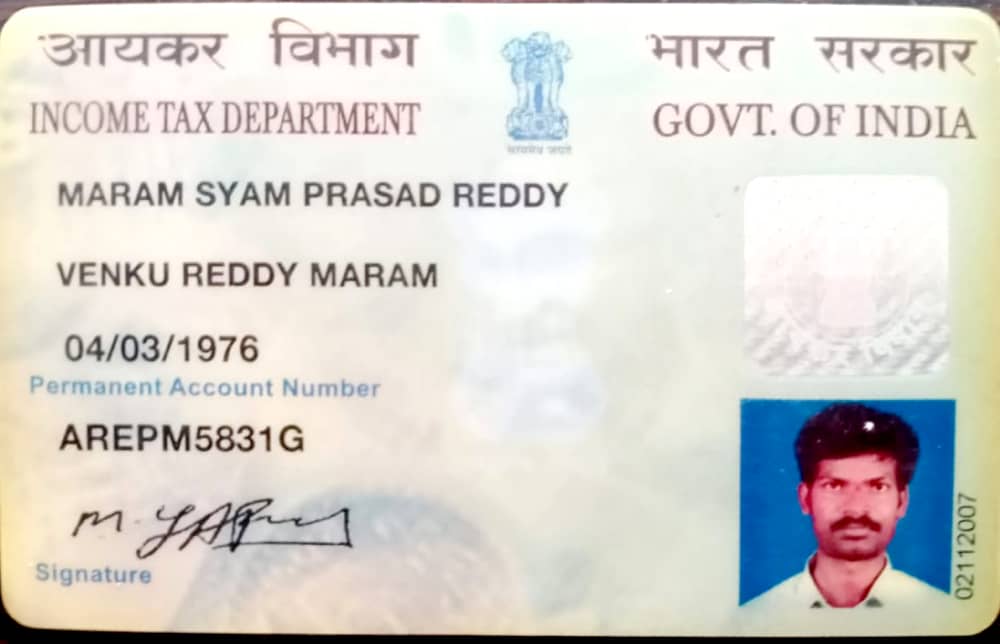 आयकर विभाग
भारत सरकार
INCOME TAX DEPARTMENT
GOVT. OF INDIA
सत्यमेव जयते
MARAM SYAM PRASAD REDDY
VENKU REDDY MARAM
04/03/1976
Permanent Account Number
AREPM5831G
Signature
02112007